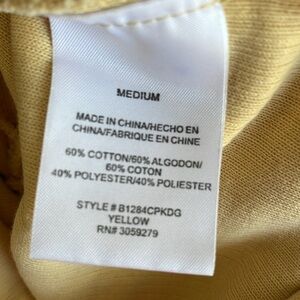 MEDIUM
MADE IN CHINA/HECHO EN
CHINA/FABRIQUE EN CHINE
60% COTTON/60% ALGODON/
60% COTON
40% POLYESTER/40% POLIESTER
STYLE # B1284CPKDG
YELLOW
RN# 3059279